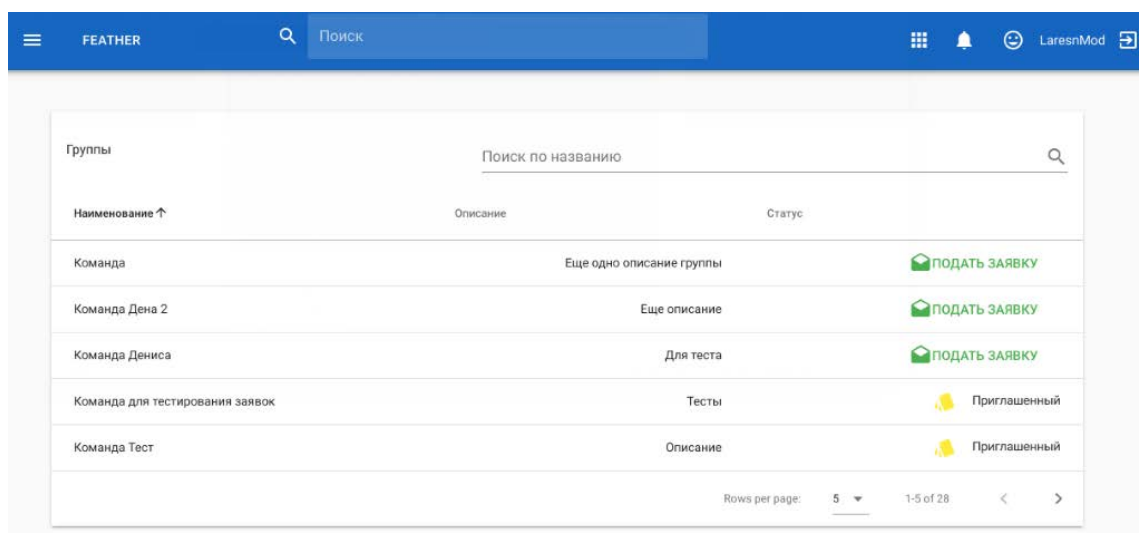 FEATHER Поиск LaresnMod
Группы Поиск по названию
Наименование Описание Статус
Команда Еще одно описание группы ПОДАТЬ ЗАЯВКУ
Команда Дена 2 Еще описание ПОДАТЬ ЗАЯВКУ
Команда Дениса Для теста ПОДАТЬ ЗАЯВКУ
Команда для тестирования заявок Тесты Приглашенный
Команда Тест Описание Приглашенный
Rows per page: 5 1-5 of 28